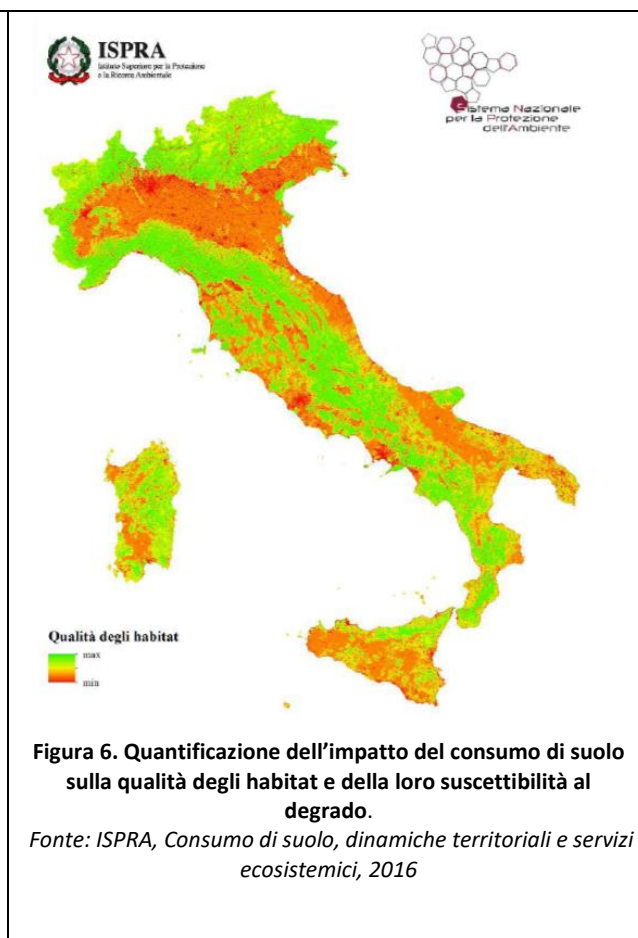 ISPRA
Istituto Superiore per la Protezione
e la Ricerca Ambientale
Sistema Nazionale
per la Protezione
dell'Ambiente
Qualità degli habitat
max
min
Figura 6. Quantificazione dell’impatto del consumo di suolo
sulla qualità degli habitat e della loro suscettibilità al
degrado.
Fonte: ISPRA, Consumo di suolo, dinamiche territoriali e servizi
ecosistemici, 2016